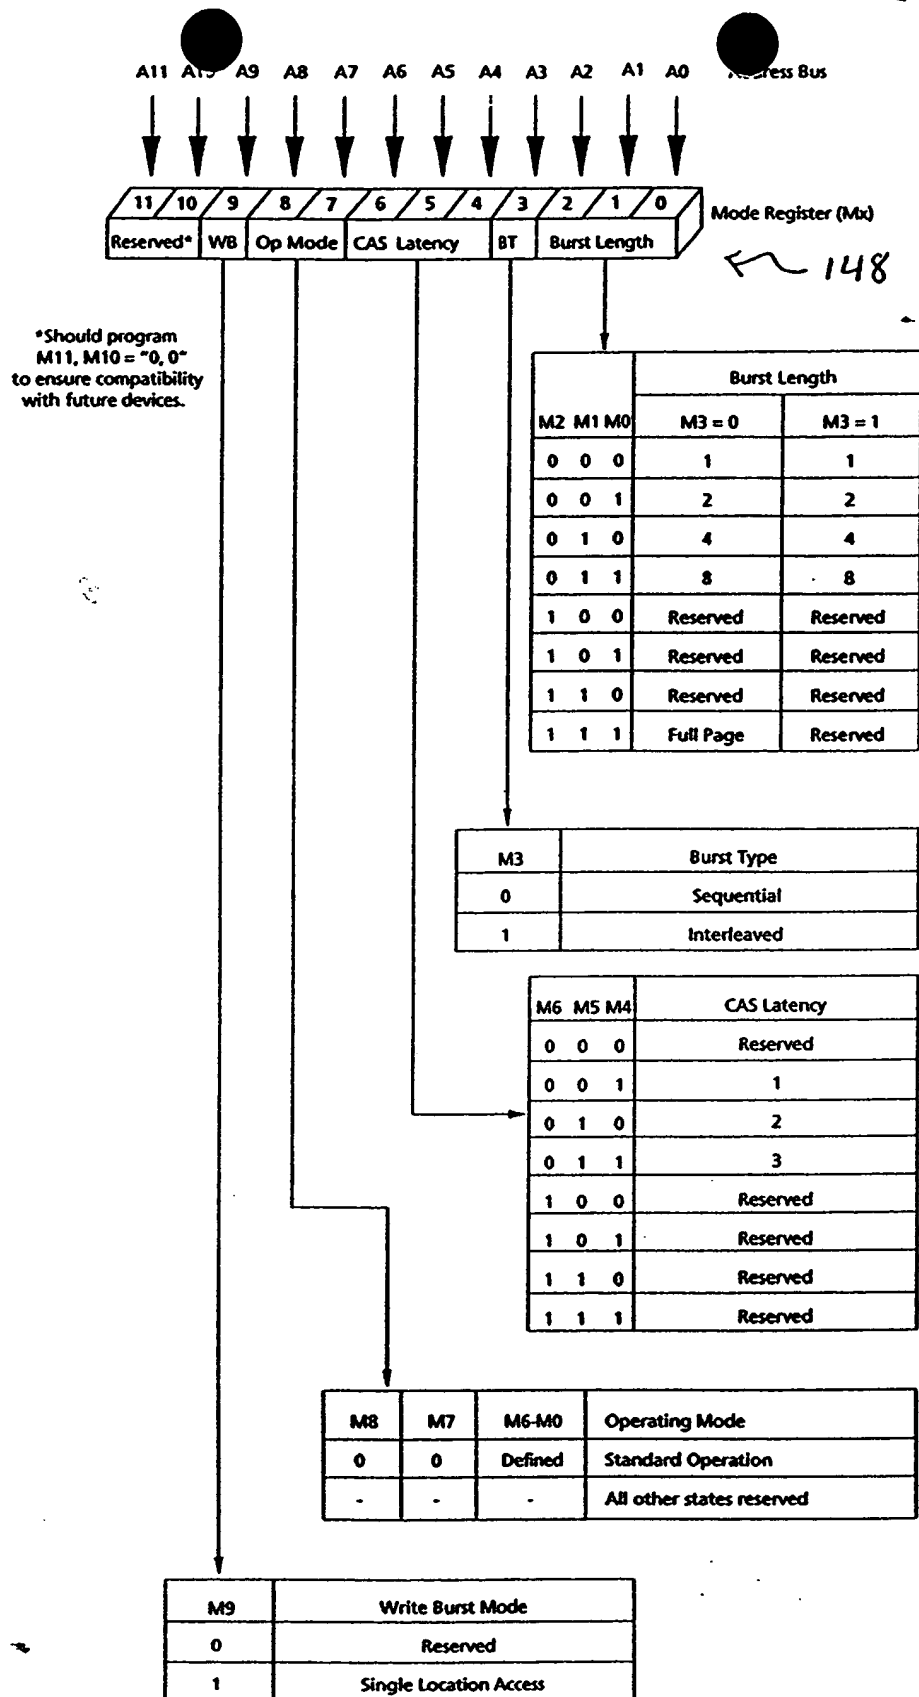 A11 A9 A8 A7 A6 A5 A4 A3 A2 A1 A0 Bus
11 10 9 8 7 6 5 4 3 2 1 0
Mode Register (Mx)
Reserved* WB Op Mode CAS Latency BT Burst Length
148
*Should program
M11, M10 = "0, 0"
to ensure compatibility
with future devices.
Burst Length
M2 M1 M0 M3 = 0 M3 = 1
0 0 0 1 1
0 0 1 2 2
0 1 0 4 4
0 1 1 8 8
1 0 0 Reserved Reserved
1 0 1 Reserved Reserved
1 1 0 Reserved Reserved
1 1 1 Full Page Reserved
M3 Burst Type
0 Sequential
1 Interleaved
M6 M5 M4 CAS Latency
0 0 0 Reserved
0 0 1 1
0 1 0 2
0 1 1 3
1 0 0 Reserved
1 0 1 Reserved
1 1 0 Reserved
1 1 1 Reserved
M8 M7 M6-M0 Operating Mode
0 0 Defined Standard Operation
- - - All other states reserved
M9 Write Burst Mode
0 Reserved
1 Single Location Access